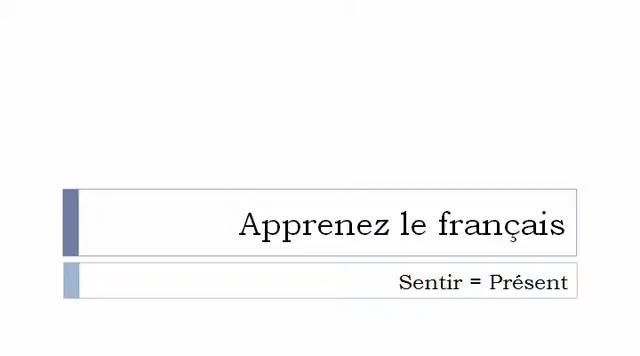 Apprenez le français
Sentir = Présent